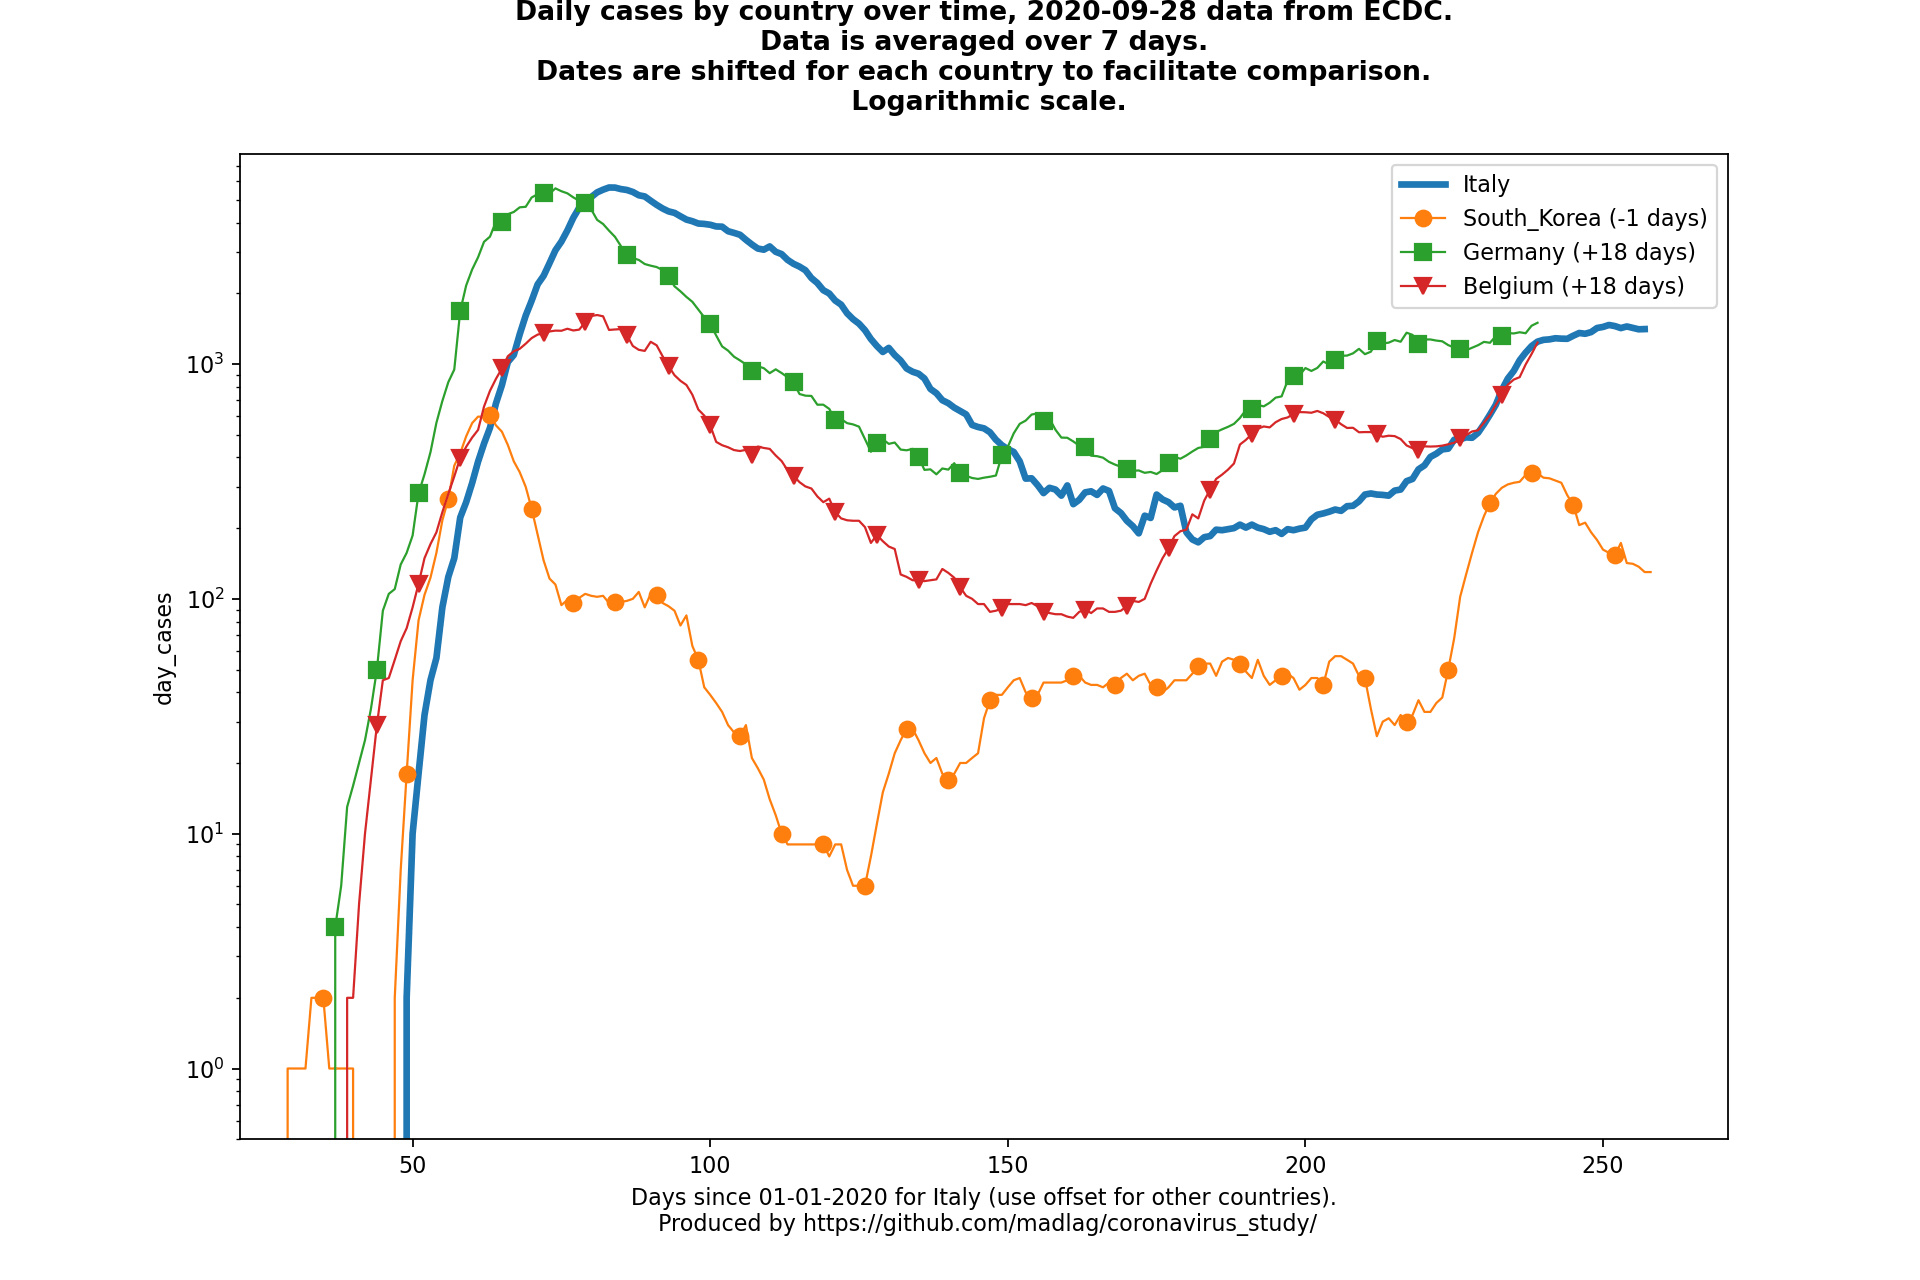 Daily cases by country over time, 2020-09-28 data from ECDC.
Data is averaged over 7 days.
Dates are shifted for each country to facilitate comparison.
Logarithmic scale.
Italy
South_Korea (-1 days)
Germany (+18 days)
Belgium (+18 days)
day_cases
10³
10²
10¹
10⁰
50 100 150 200 250
Days since 01-01-2020 for Italy (use offset for other countries).
Produced by https://github.com/madlag/coronavirus_study/